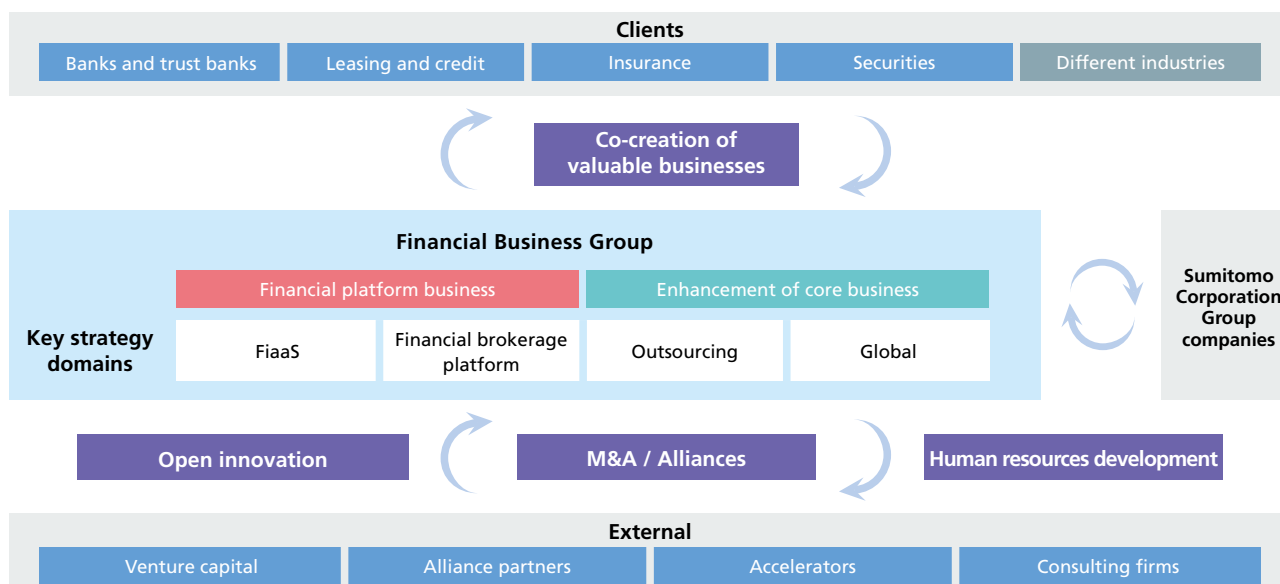 Clients
Banks and trust banks
Leasing and credit
Insurance
Securities
Different industries
Co-creation of
valuable businesses
Financial Business Group
Financial platform business
Enhancement of core business
Key strategy
domains
FiaaS
Financial brokerage
platform
Outsourcing
Global
Sumitomo
Corporation
Group
companies
Open innovation
M&A / Alliances
Human resources development
External
Venture capital
Alliance partners
Accelerators
Consulting firms